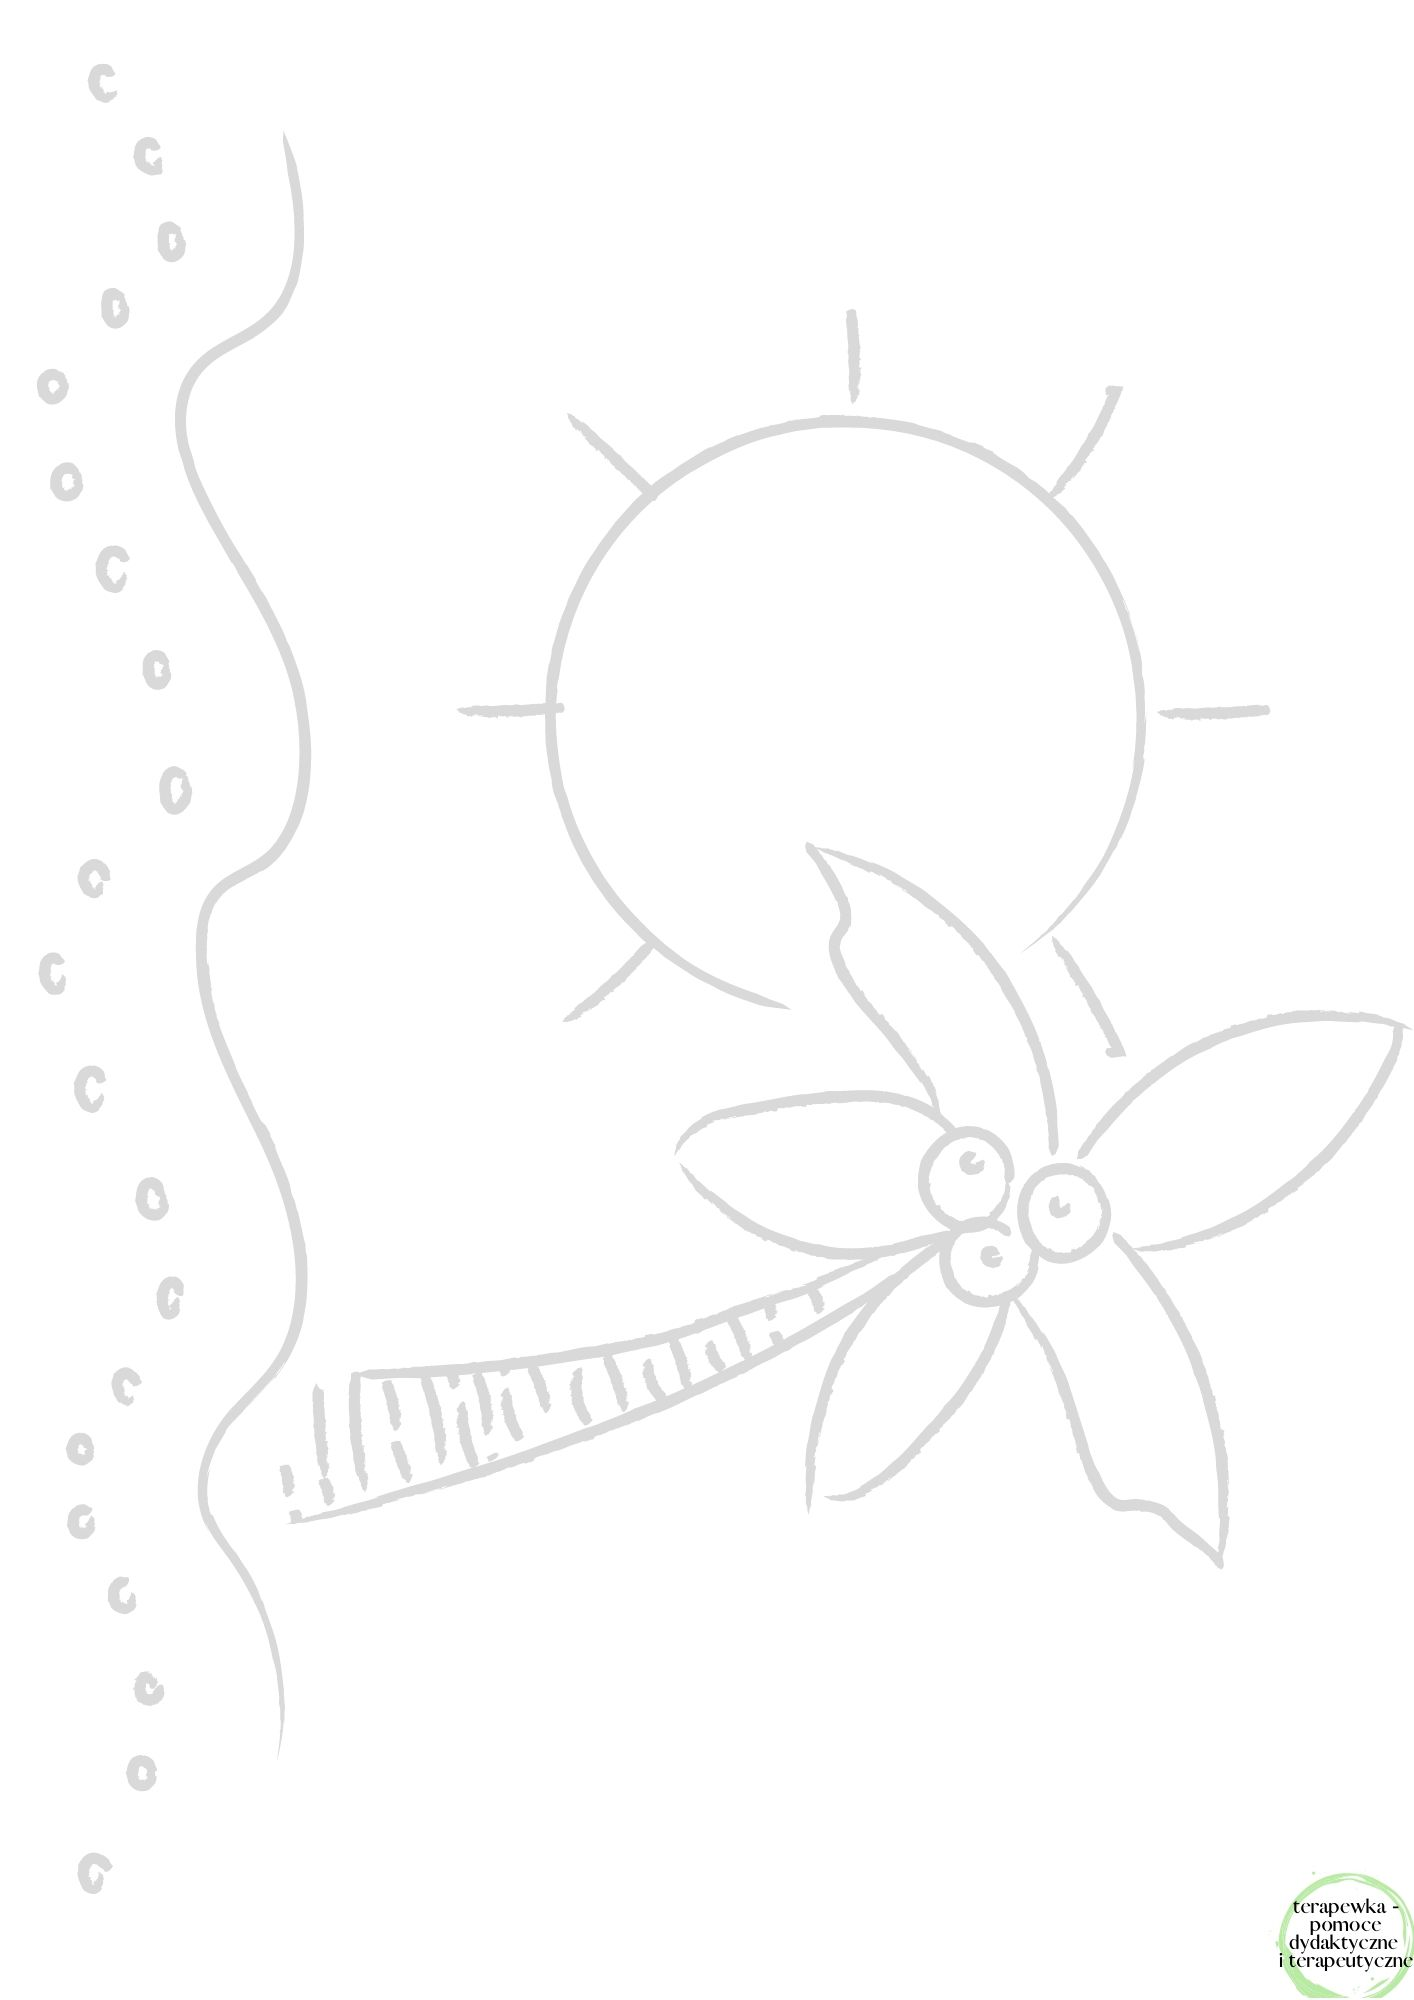 terapewka -
pomoce
dydaktyczne
i terapeutyczne